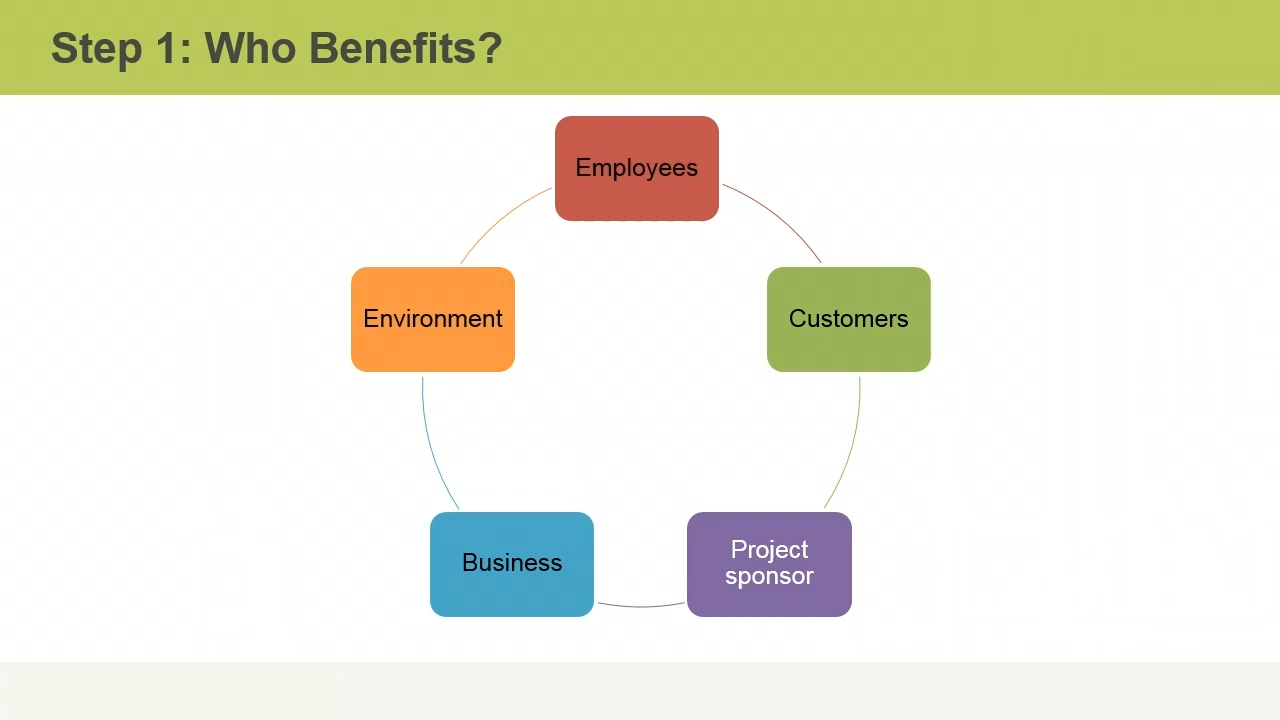 Step 1: Who Benefits?
Employees
Environment
Customers
Business
Project
sponsor